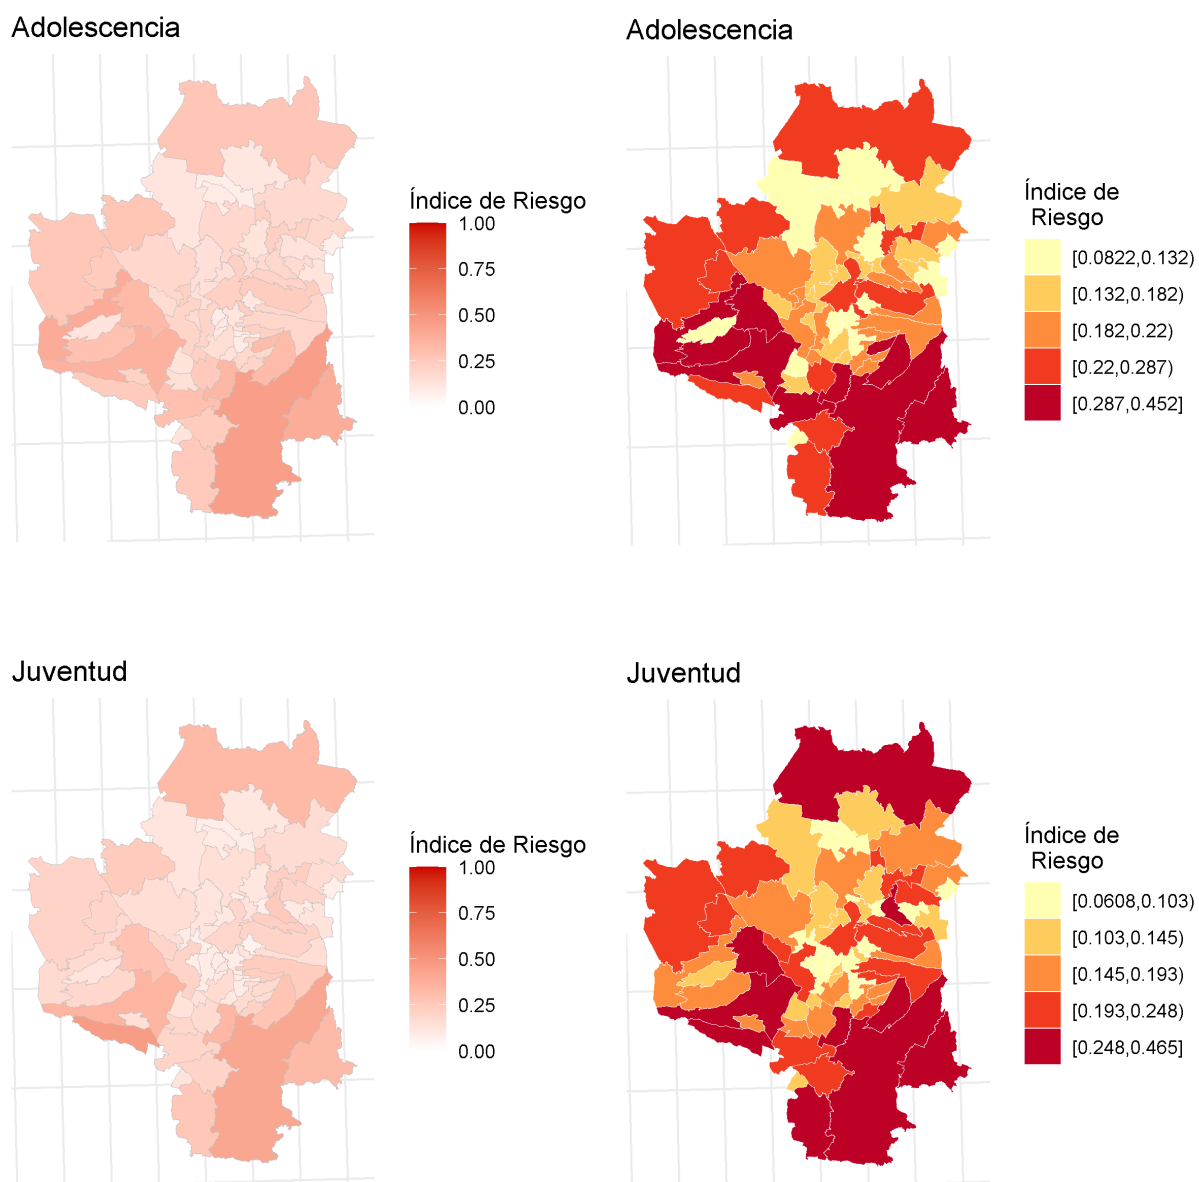 Adolescencia
Índice de Riesgo
1.00
0.75
0.50
0.25
0.00
Adolescencia
Índice de
Riesgo
[0.0822,0.132)
[0.132,0.182)
[0.182,0.22)
[0.22,0.287)
[0.287,0.452]
Juventud
Índice de Riesgo
1.00
0.75
0.50
0.25
0.00
Juventud
Índice de
Riesgo
[0.0608,0.103)
[0.103,0.145)
[0.145,0.193)
[0.193,0.248)
[0.248,0.465]